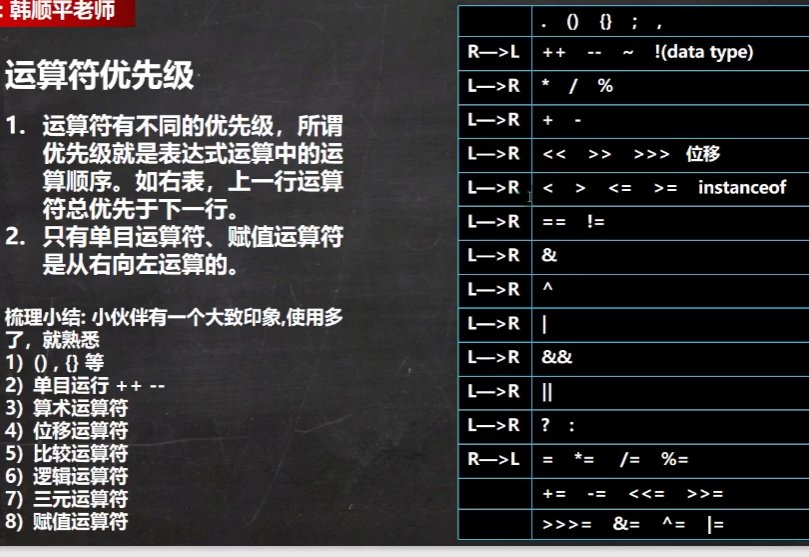 : 韩顺平老师
运算符优先级
1. 运算符有不同的优先级，所谓
优先级就是表达式运算中的运
算顺序。如右表，上一行运算
符总优先于下一行。
2. 只有单目运算符、赋值运算符
是从右向左运算的。
梳理小结: 小伙伴有一个大致印象,使用多
了，就熟悉
1) () , {} 等
2) 单目运行 ++ --
3) 算术运算符
4) 位移运算符
5) 比较运算符
6) 逻辑运算符
7) 三元运算符
8) 赋值运算符
. () {} ; ,
R—>L ++ -- ~ !(data type)
L—>R * / %
L—>R + -
L—>R << >> >>> 位移
L—>R < > <= >= instanceof
L—>R == !=
L—>R &
L—>R ^
L—>R |
L—>R &&
L—>R ||
L—>R ? :
R—>L = *= /= %=
+= -= <<= >>=
>>>= &= ^= |=